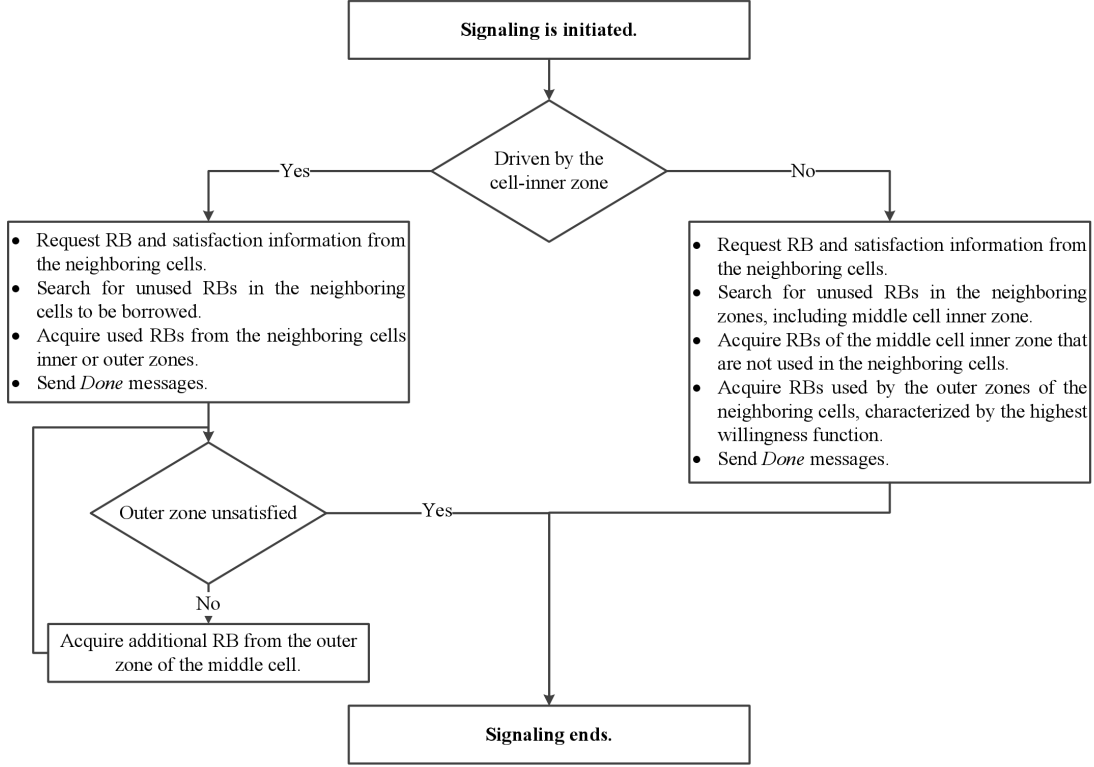 Signaling is initiated.
Driven by the
cell-inner zone
Yes
No
• Request RB and satisfaction information from
the neighboring cells.
• Search for unused RBs in the neighboring
cells to be borrowed.
• Acquire used RBs from the neighboring cells
inner or outer zones.
• Send Done messages.
• Request RB and satisfaction information from
the neighboring cells.
• Search for unused RBs in the neighboring
zones, including middle cell inner zone.
• Acquire RBs of the middle cell inner zone that
are not used in the neighboring cells.
• Acquire RBs used by the outer zones of the
neighboring cells, characterized by the highest
willingness function.
• Send Done messages.
Outer zone unsatisfied
Yes
No
Acquire additional RB from the outer
zone of the middle cell.
Signaling ends.